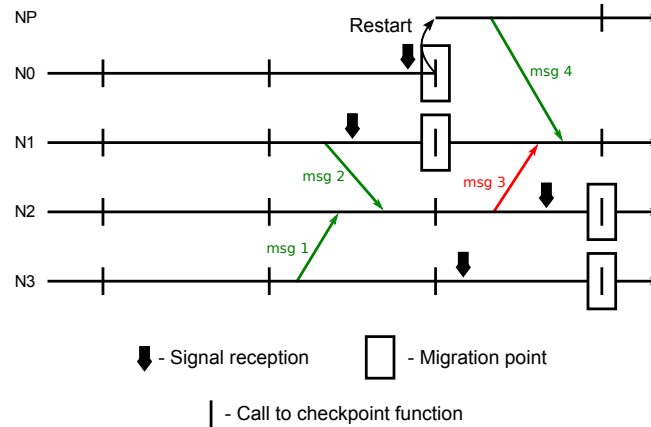 NP
Restart
N0
msg 4
N1
msg 2
msg 3
N2
msg 1
N3
- Signal reception
- Migration point
- Call to checkpoint function